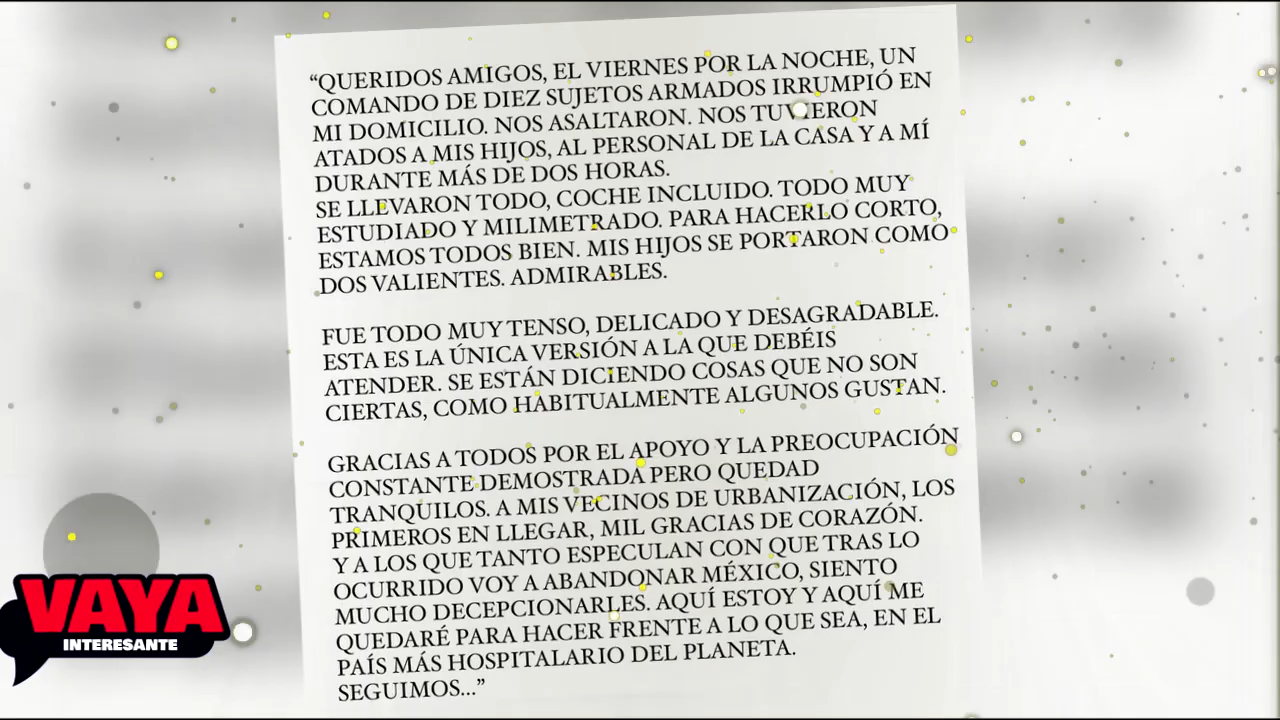 “QUERIDOS AMIGOS, EL VIERNES POR LA NOCHE, UN
COMANDO DE DIEZ SUJETOS ARMADOS IRRUMPIÓ EN
MI DOMICILIO. NOS ASALTARON. NOS TUVIERON
ATADOS A MIS HIJOS, AL PERSONAL DE LA CASA Y A MÍ
DURANTE MÁS DE DOS HORAS.
SE LLEVARON TODO, COCHE INCLUIDO. TODO MUY
ESTUDIADO Y MILIMETRADO. PARA HACERLO CORTO,
ESTAMOS TODOS BIEN. MIS HIJOS SE PORTARON COMO
DOS VALIENTES. ADMIRABLES.
FUE TODO MUY TENSO, DELICADO Y DESAGRADABLE.
ESTA ES LA ÚNICA VERSIÓN A LA QUE DEBÉIS
ATENDER. SE ESTÁN DICIENDO COSAS QUE NO SON
CIERTAS, COMO HABITUALMENTE ALGUNOS GUSTAN.
GRACIAS A TODOS POR EL APOYO Y LA PREOCUPACIÓN
CONSTANTE DEMOSTRADA PERO QUEDAD
TRANQUILOS. A MIS VECINOS DE URBANIZACIÓN, LOS
PRIMEROS EN LLEGAR, MIL GRACIAS DE CORAZÓN.
Y A LOS QUE TANTO ESPECULAN CON QUE TRAS LO
OCURRIDO VOY A ABANDONAR MÉXICO, SIENTO
MUCHO DECEPCIONARLES. AQUÍ ESTOY Y AQUÍ ME
QUEDARÉ PARA HACER FRENTE A LO QUE SEA, EN EL
PAÍS MÁS HOSPITALARIO DEL PLANETA.
SEGUIMOS...”
VAYA
INTERESANTE